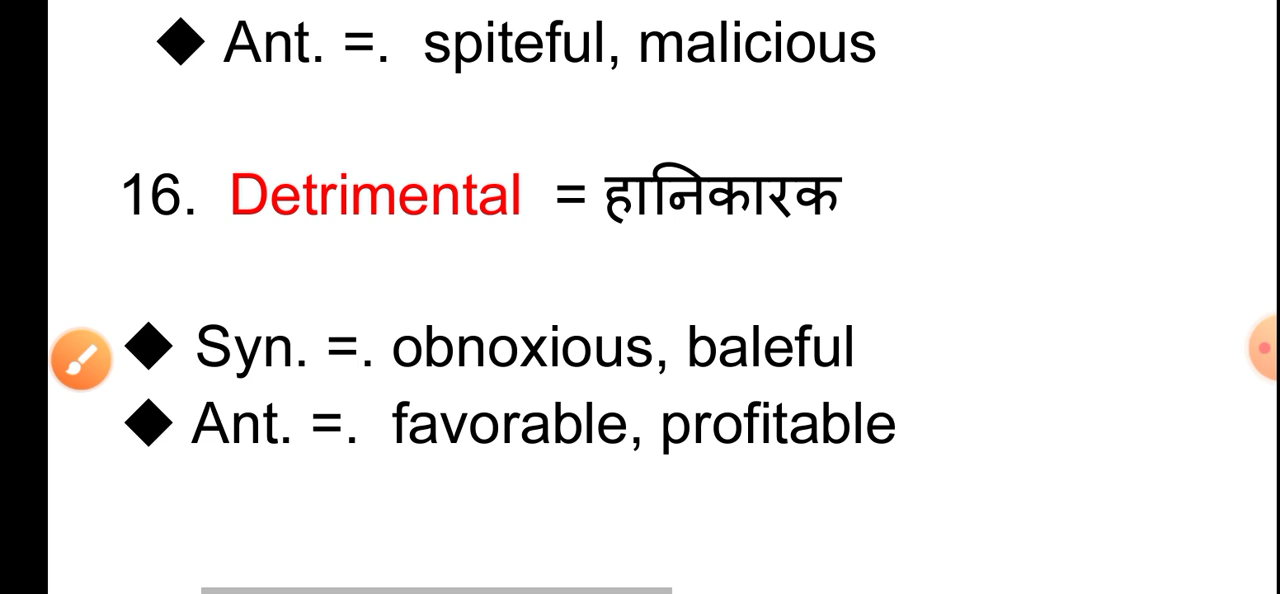 ◆ Ant. =. spiteful, malicious
16. Detrimental = हानिकारक
◆ Syn. =. obnoxious, baleful
◆ Ant. =. favorable, profitable